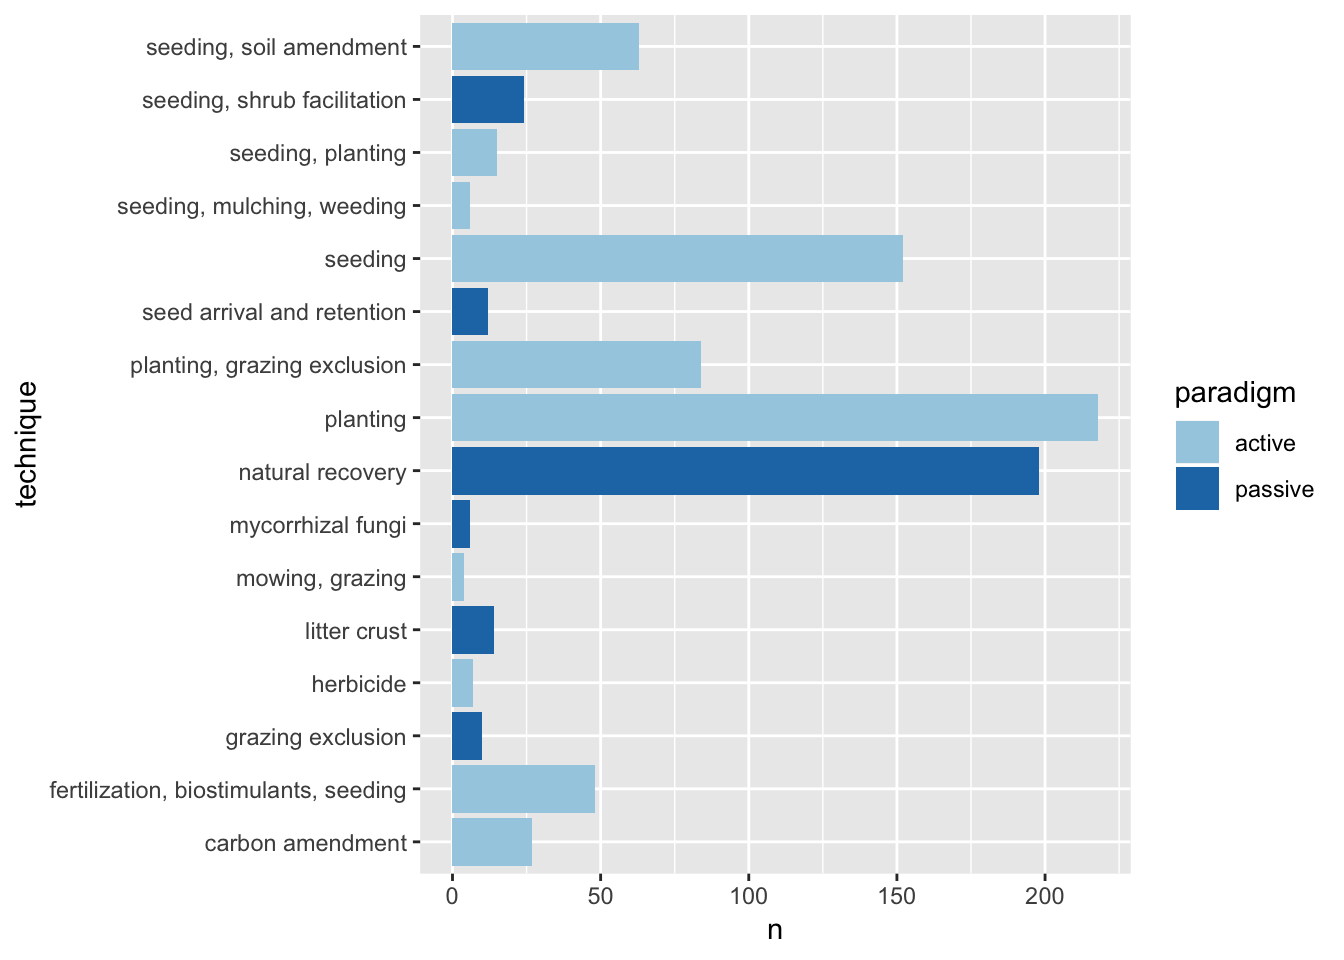 seeding, soil amendment
seeding, shrub facilitation
seeding, planting
seeding, mulching, weeding
seeding
seed arrival and retention
planting, grazing exclusion
planting
natural recovery
mycorrhizal fungi
mowing, grazing
litter crust
herbicide
grazing exclusion
fertilization, biostimulants, seeding
carbon amendment
technique
0 50 100 150 200
n
paradigm
active
passive